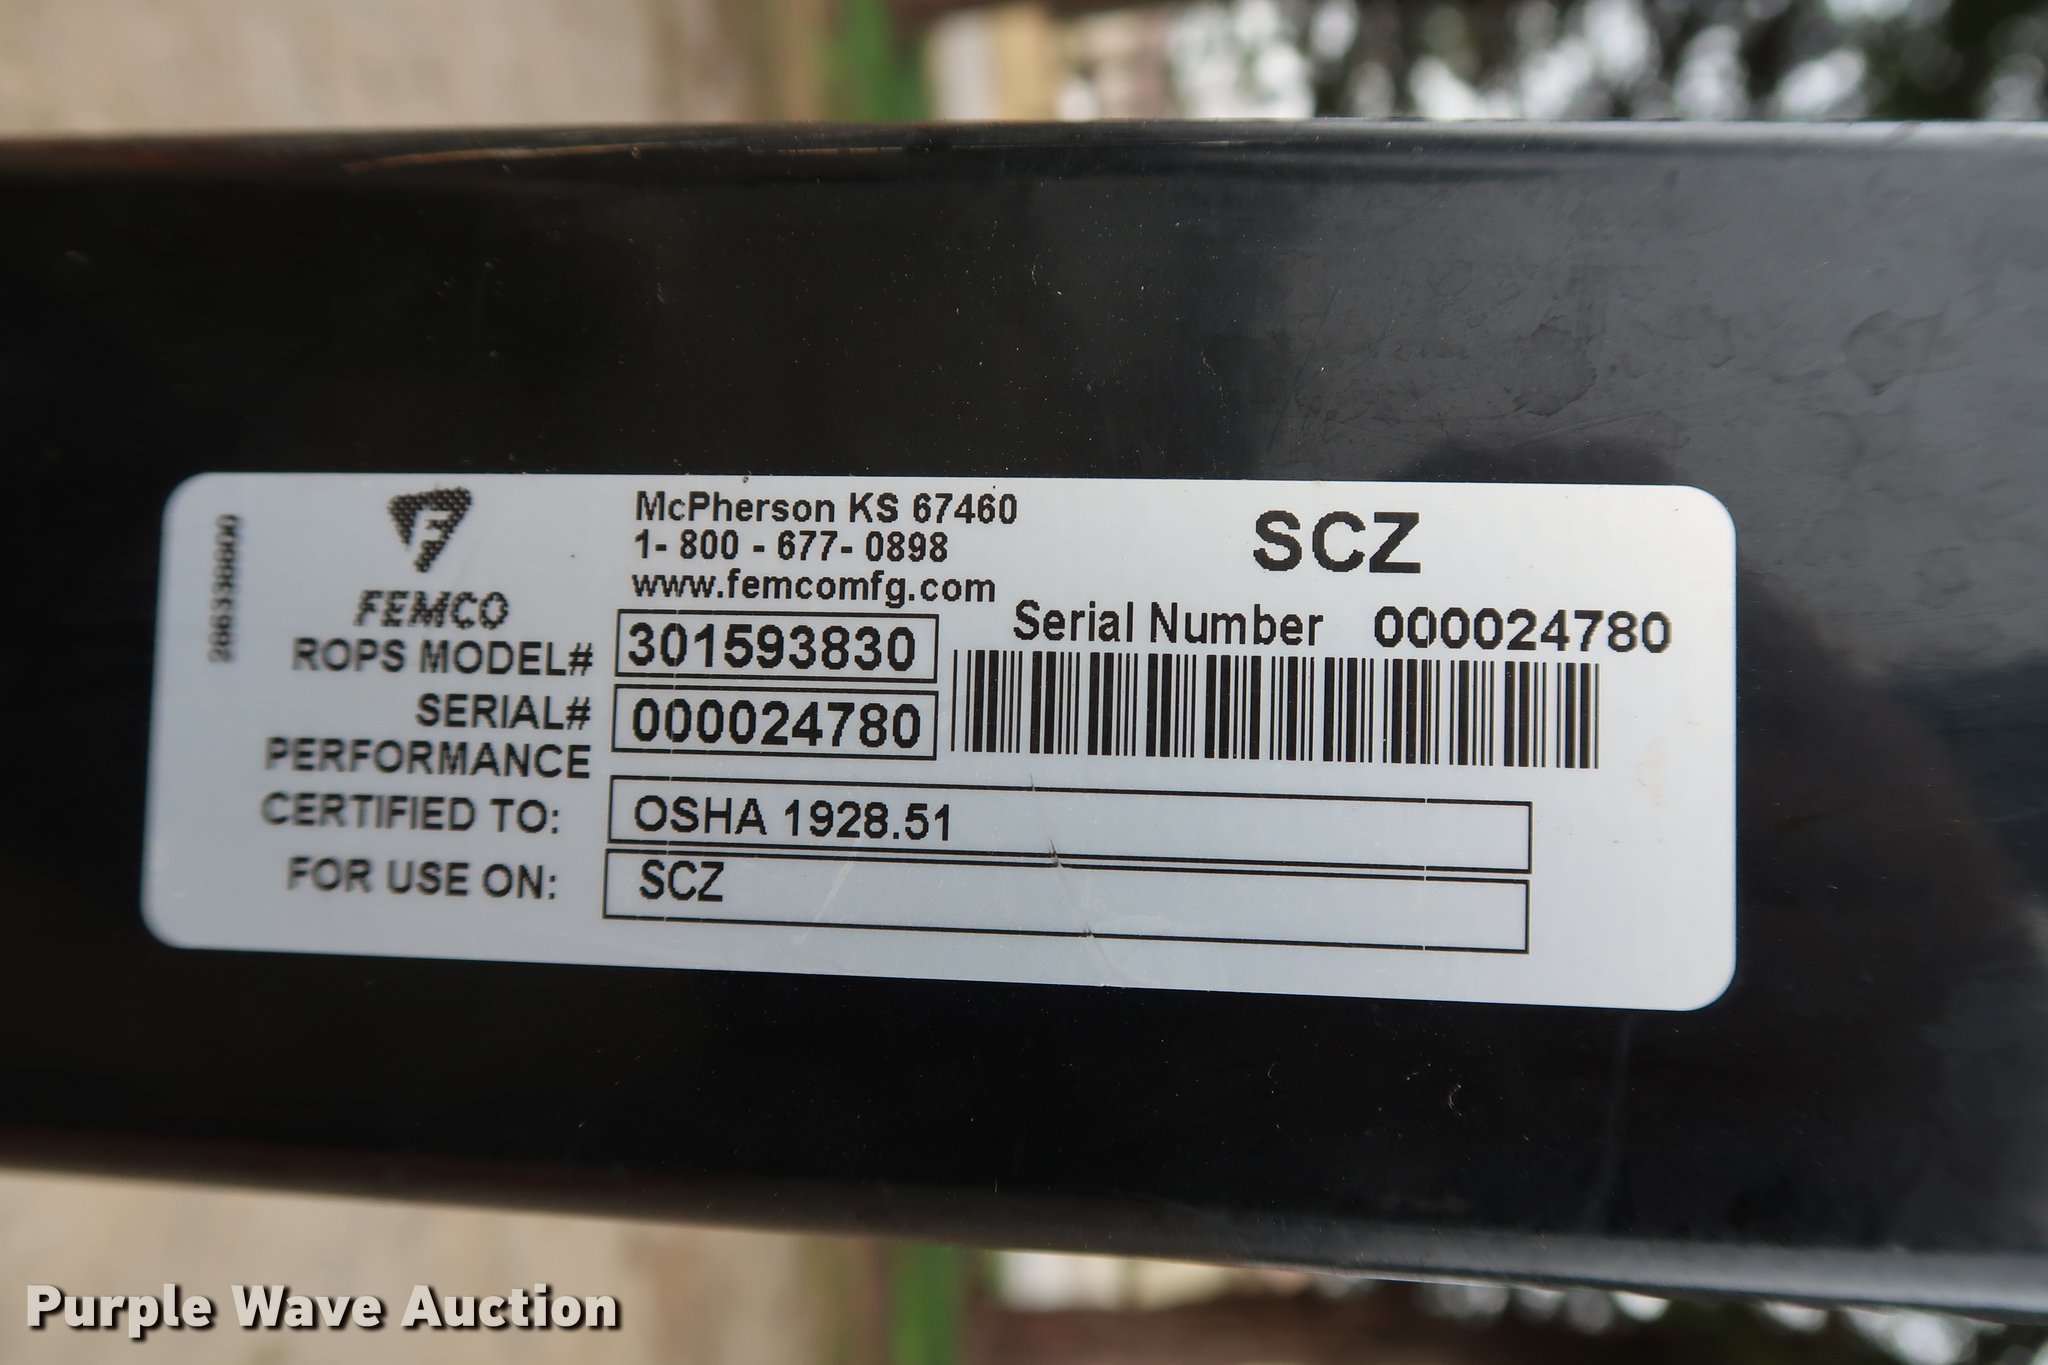 McPherson KS 67460
1- 800 - 677- 0898
www.femcomfg.com
SCZ
FEMCO
Serial Number 000024780
ROPS MODEL# 301593830
SERIAL# 000024780
PERFORMANCE
CERTIFIED TO: OSHA 1928.51
FOR USE ON: SCZ
Purple Wave Auction